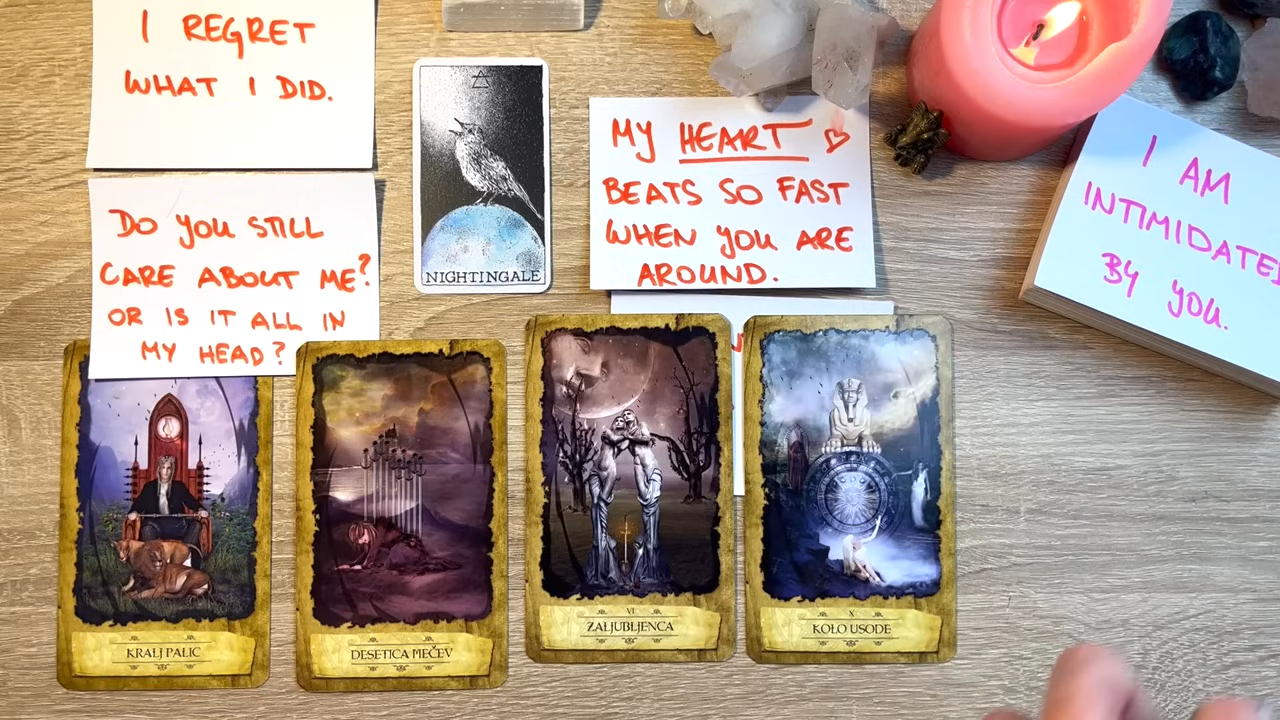 I REGRET
WHAT I DID.
DO YOU STILL
CARE ABOUT ME?
OR IS IT ALL IN
MY HEAD?
NIGHTINGALE
MY HEART ♡
BEATS SO FAST
WHEN YOU ARE
AROUND.
I AM
INTIMIDATED
BY YOU.
KRALJ PALIC
DESETICA MEČEV
VI
ZALJUBLJENCA
X
KOLO USODE